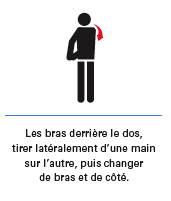 Les bras derrière le dos,
tirer latéralement d’une main
sur l’autre, puis changer
de bras et de côté.